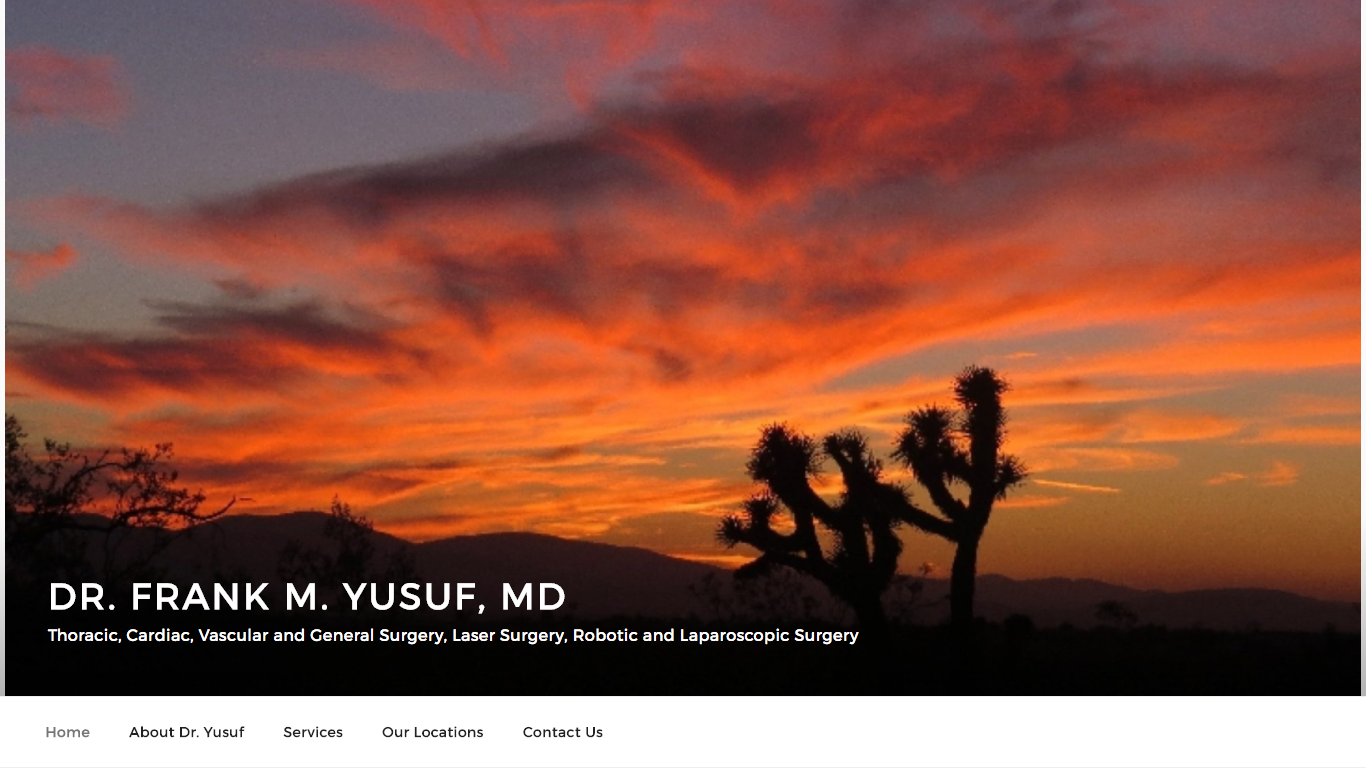 DR. FRANK M. YUSUF, MD
Thoracic, Cardiac, Vascular and General Surgery, Laser Surgery, Robotic and Laparoscopic Surgery
Home About Dr. Yusuf Services Our Locations Contact Us